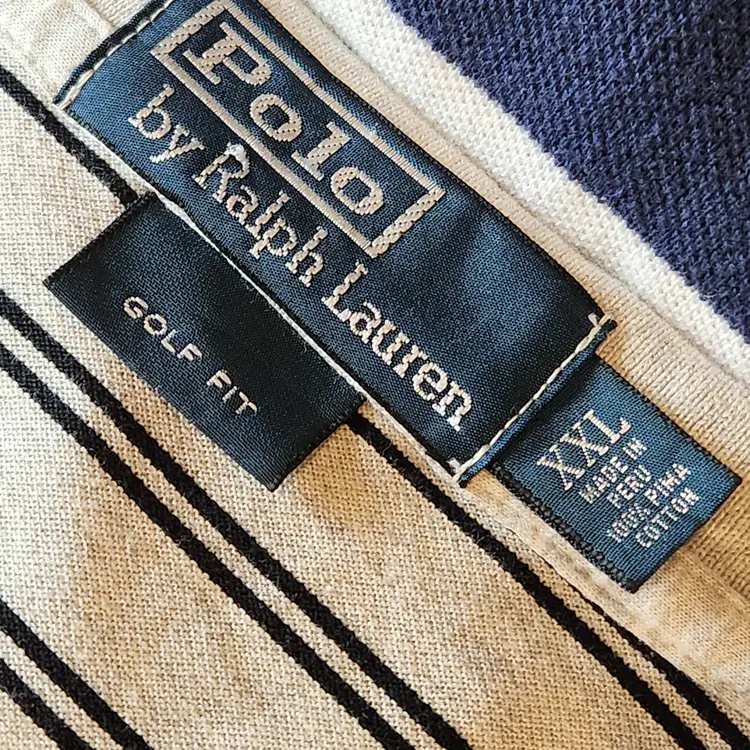 Polo
by Ralph Lauren
GOLF FIT
XXL
MADE IN
PERU
100% PIMA
COTTON